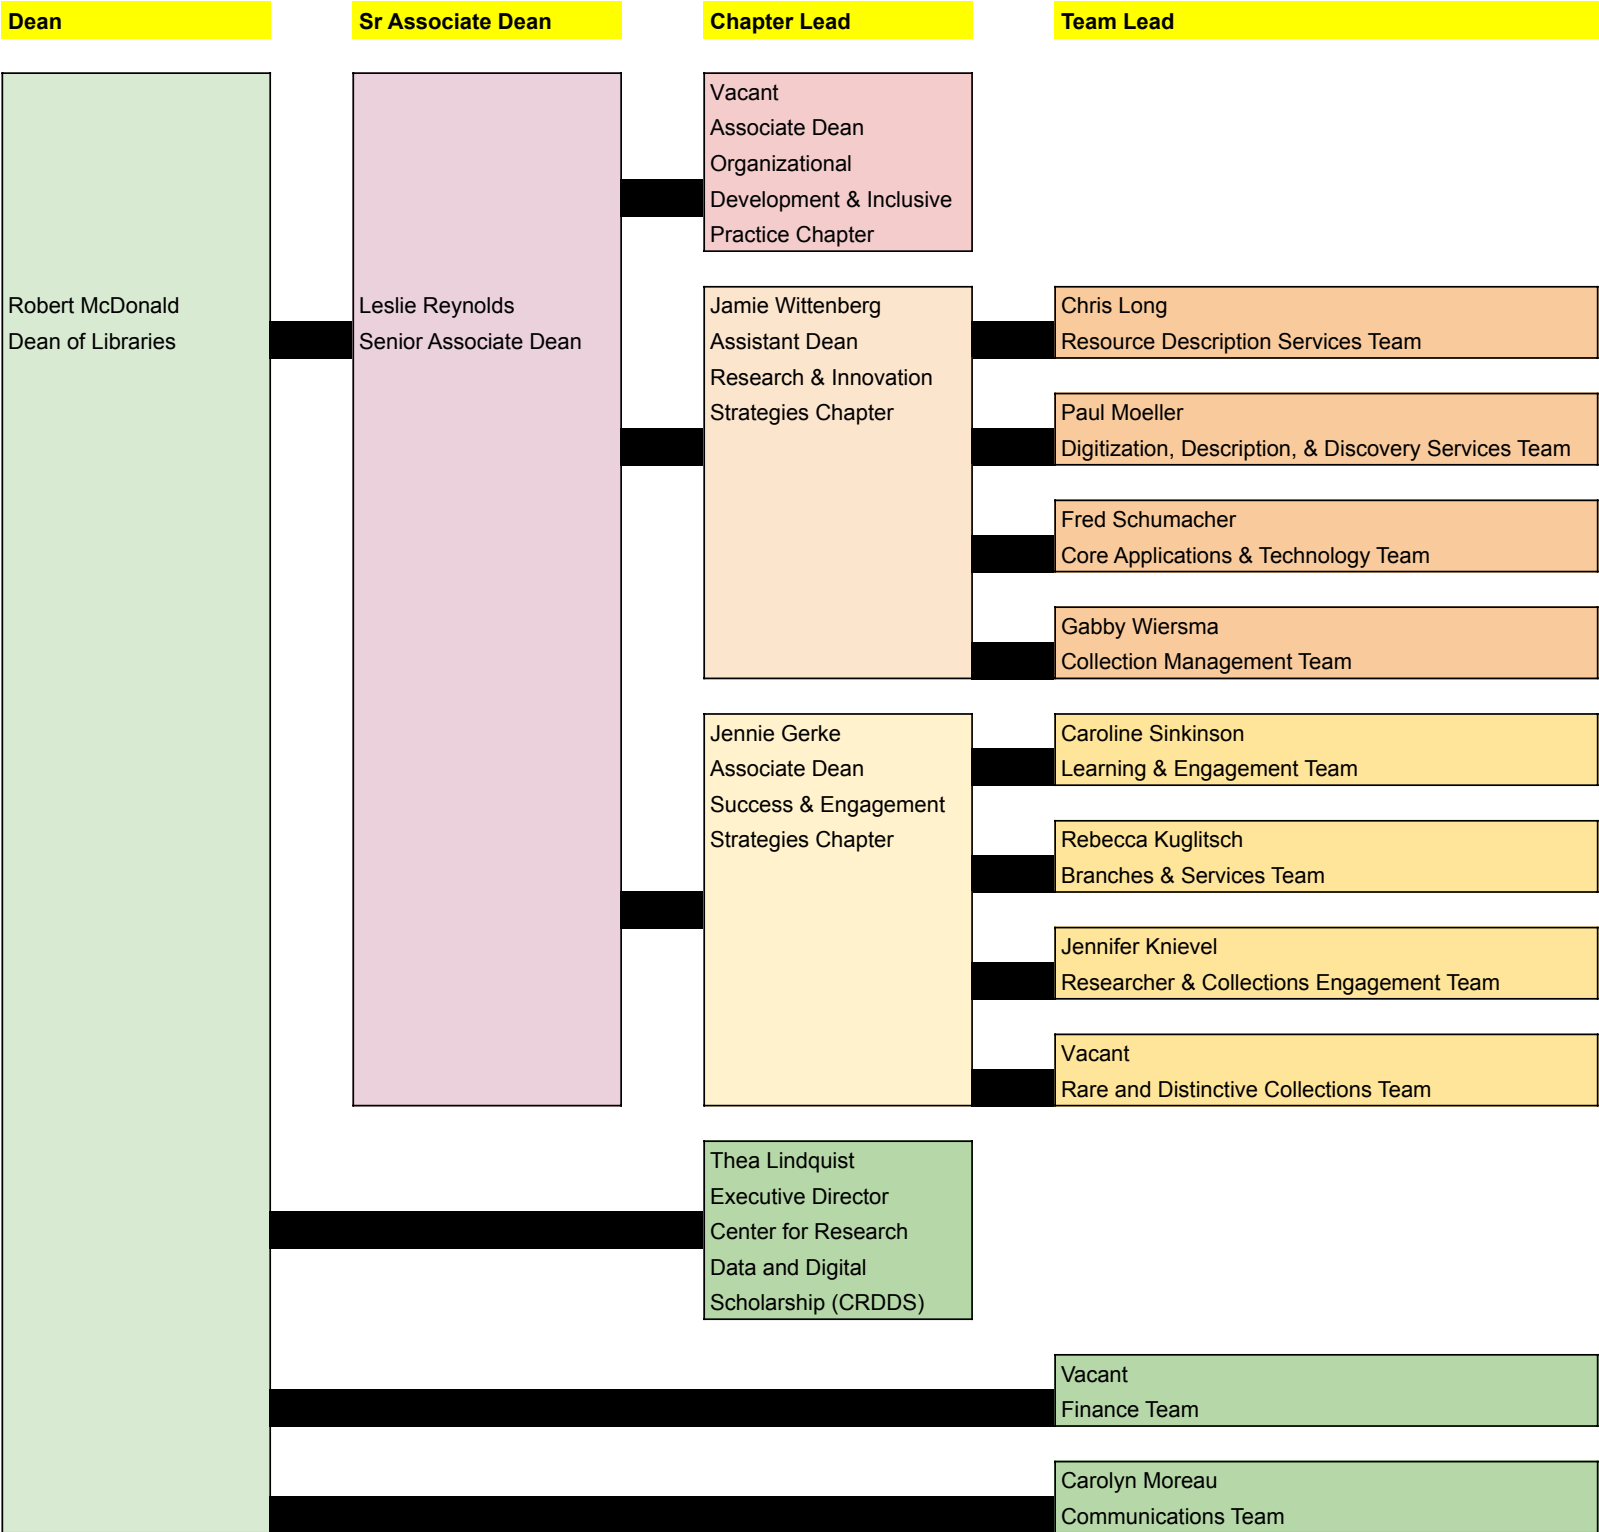 Dean
Sr Associate Dean
Chapter Lead
Team Lead
Robert McDonald
Dean of Libraries
Leslie Reynolds
Senior Associate Dean
Vacant
Associate Dean
Organizational
Development & Inclusive
Practice Chapter
Jamie Wittenberg
Assistant Dean
Research & Innovation
Strategies Chapter
Chris Long
Resource Description Services Team
Paul Moeller
Digitization, Description, & Discovery Services Team
Fred Schumacher
Core Applications & Technology Team
Gabby Wiersma
Collection Management Team
Jennie Gerke
Associate Dean
Success & Engagement
Strategies Chapter
Caroline Sinkinson
Learning & Engagement Team
Rebecca Kuglitsch
Branches & Services Team
Jennifer Knievel
Researcher & Collections Engagement Team
Vacant
Rare and Distinctive Collections Team
Thea Lindquist
Executive Director
Center for Research
Data and Digital
Scholarship (CRDDS)
Vacant
Finance Team
Carolyn Moreau
Communications Team